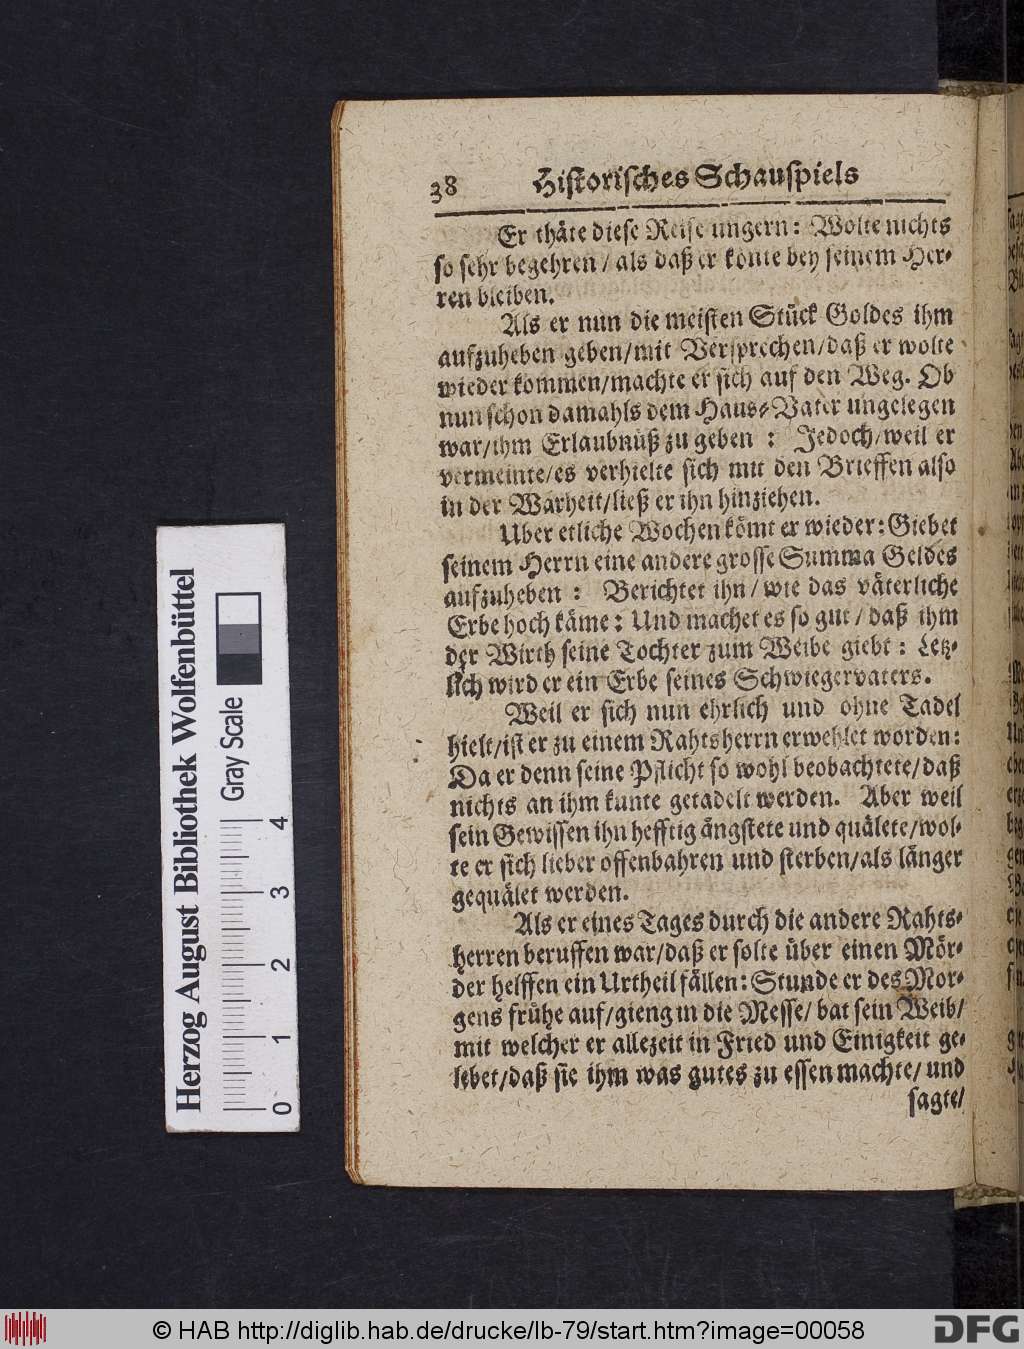 38 Historisches Schauspiels
Er thäte diese Reise ungern: Wolte nichts
so sehr begehren / als daß er konte bey seinem Her-
ren bleiben.
Als er nun die meisten Stück Goldes ihm
aufzuheben geben/mit Versprechen/daß er wolte
wieder kommen/machte er sich auf den Weg. Ob
nun schon damahls dem Haus-Vater ungelegen
war/ihm Erlaubnüß zu geben : Jedoch/weil er
vermeinte/es verhielte sich mit den Brieffen also
in der Warheit/ließ er ihn hinziehen.
Uber etliche Wochen kömt er wieder: Giebet
seinem Herrn eine andere grosse Summa Geldes
aufzuheben : Berichtet ihn / wie das väterliche
Erbe hoch käme: Und machet es so gut / daß ihm
der Wirth seine Tochter zum Weibe giebt: Letz-
lich wird er ein Erbe seines Schwiegervaters.
Weil er sich nun ehrlich und ohne Tadel
hielt/ist er zu einem Rahtsherrn erwehlet worden:
Da er denn seine Pflicht so wohl beobachtete/daß
nichts an ihm kunte getadelt werden. Aber weil
sein Gewissen ihn hefftig ängstete und quälete/wol-
te er sich lieber offenbahren und sterben/als länger
gequälet werden.
Als er eines Tages durch die andere Rahts-
herren beruffen war/daß er solte über einen Mör-
der helffen ein Urtheil fällen: Stunde er des Mor-
gens frühe auf/gieng in die Messe/ bat sein Weib/
mit welcher er allezeit in Fried und Einigkeit ge-
lebet/daß sie ihm was gutes zu essen machte/ und
sagte/
Herzog August Bibliothek Wolfenbüttel
Gray Scale
0 1 2 3 4
© HAB http://diglib.hab.de/drucke/lb-79/start.htm?image=00058
DFG